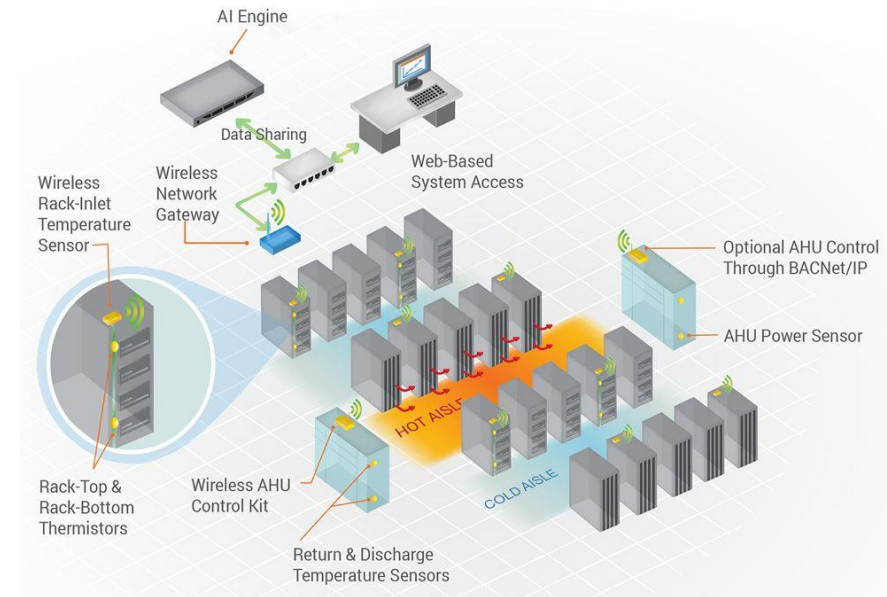 AI Engine
Data Sharing
Web-Based
System Access
Wireless
Network
Gateway
Wireless
Rack-Inlet
Temperature
Sensor
Optional AHU Control
Through BACNet/IP
AHU Power Sensor
HOT AISLE
COLD AISLE
Wireless AHU
Control Kit
Rack-Top &
Rack-Bottom
Thermistors
Return & Discharge
Temperature Sensors